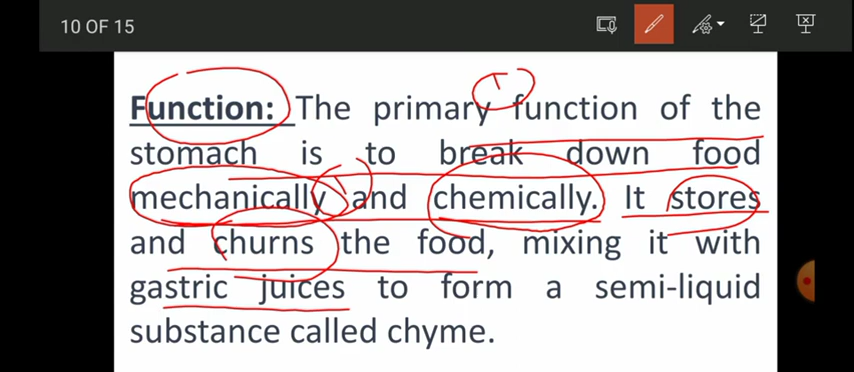 10 OF 15
Function: The primary function of the
stomach is to break down food
mechanically and chemically. It stores
and churns the food, mixing it with
gastric juices to form a semi-liquid
substance called chyme.